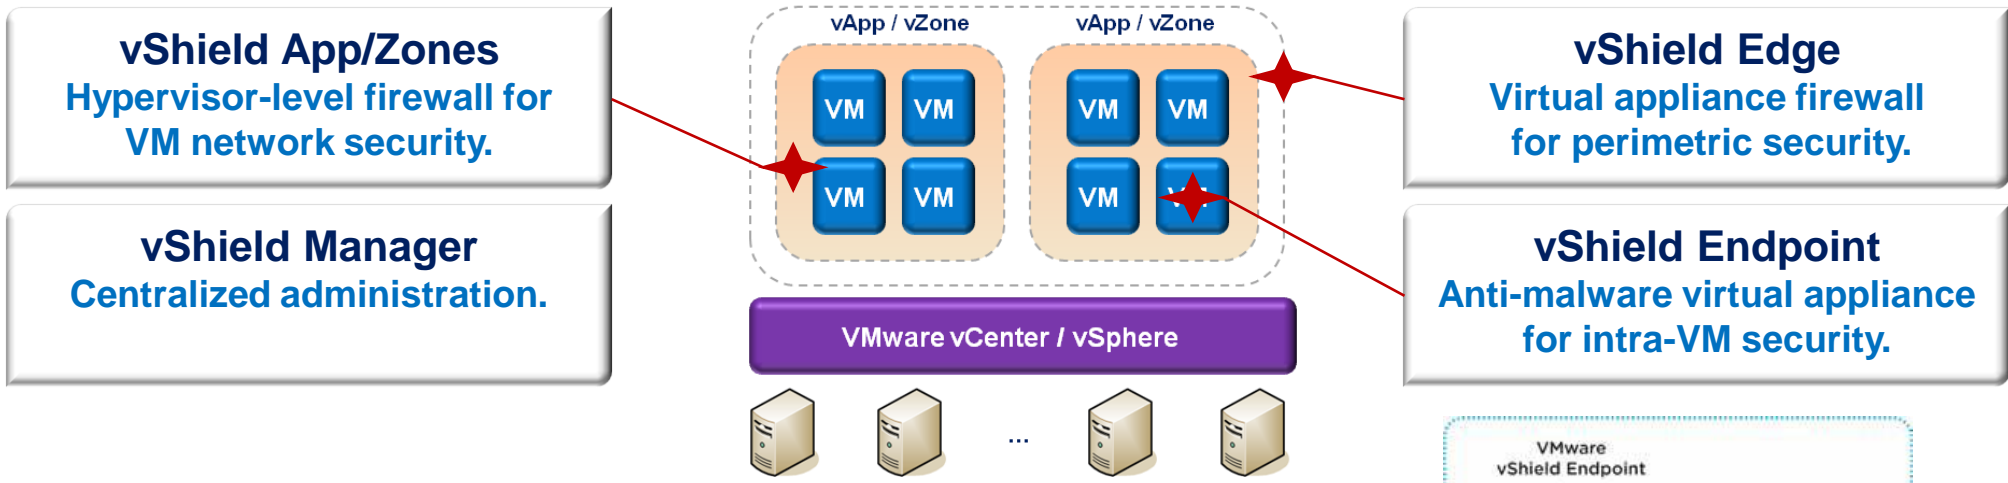 vShield App/Zones
Hypervisor-level firewall for
VM network security.
vShield Manager
Centralized administration.
vApp / vZone
vApp / vZone
VM VM
VM VM
VM VM
VM
VMware vCenter / vSphere
...
vShield Edge
Virtual appliance firewall
for perimetric security.
vShield Endpoint
Anti-malware virtual appliance
for intra-VM security.
VMware
vShield Endpoint